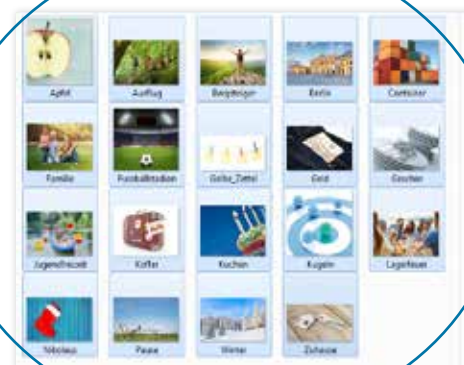 Apfel Ausflug Bergsteiger Berlin Container
Familie Fussballstadion Gelbe_Zettel Geld
Jugendfreizeit Koffer Kuchen Kugeln Lagerfeuer
Nikolaus Pause Winter Zuhause